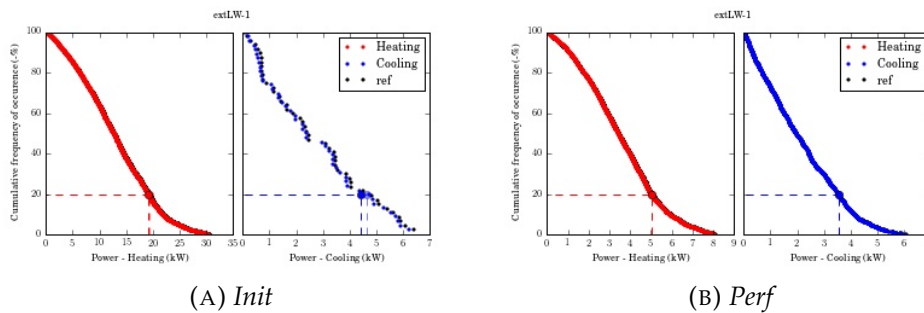 extLW-1
Cumulative frequency of occurence (-%)
100
80
60
40
20
0
0 5 10 15 20 25 30 35
Power - Heating (kW)
Heating
Cooling
ref
0 1 2 3 4 5 6 7
Power - Cooling (kW)
(A) Init
extLW-1
Cumulative frequency of occurence (-%)
100
80
60
40
20
0
0 1 2 3 4 5 6 7 8 9
Power - Heating (kW)
Heating
Cooling
ref
0 1 2 3 4 5 6
Power - Cooling (kW)
(B) Perf